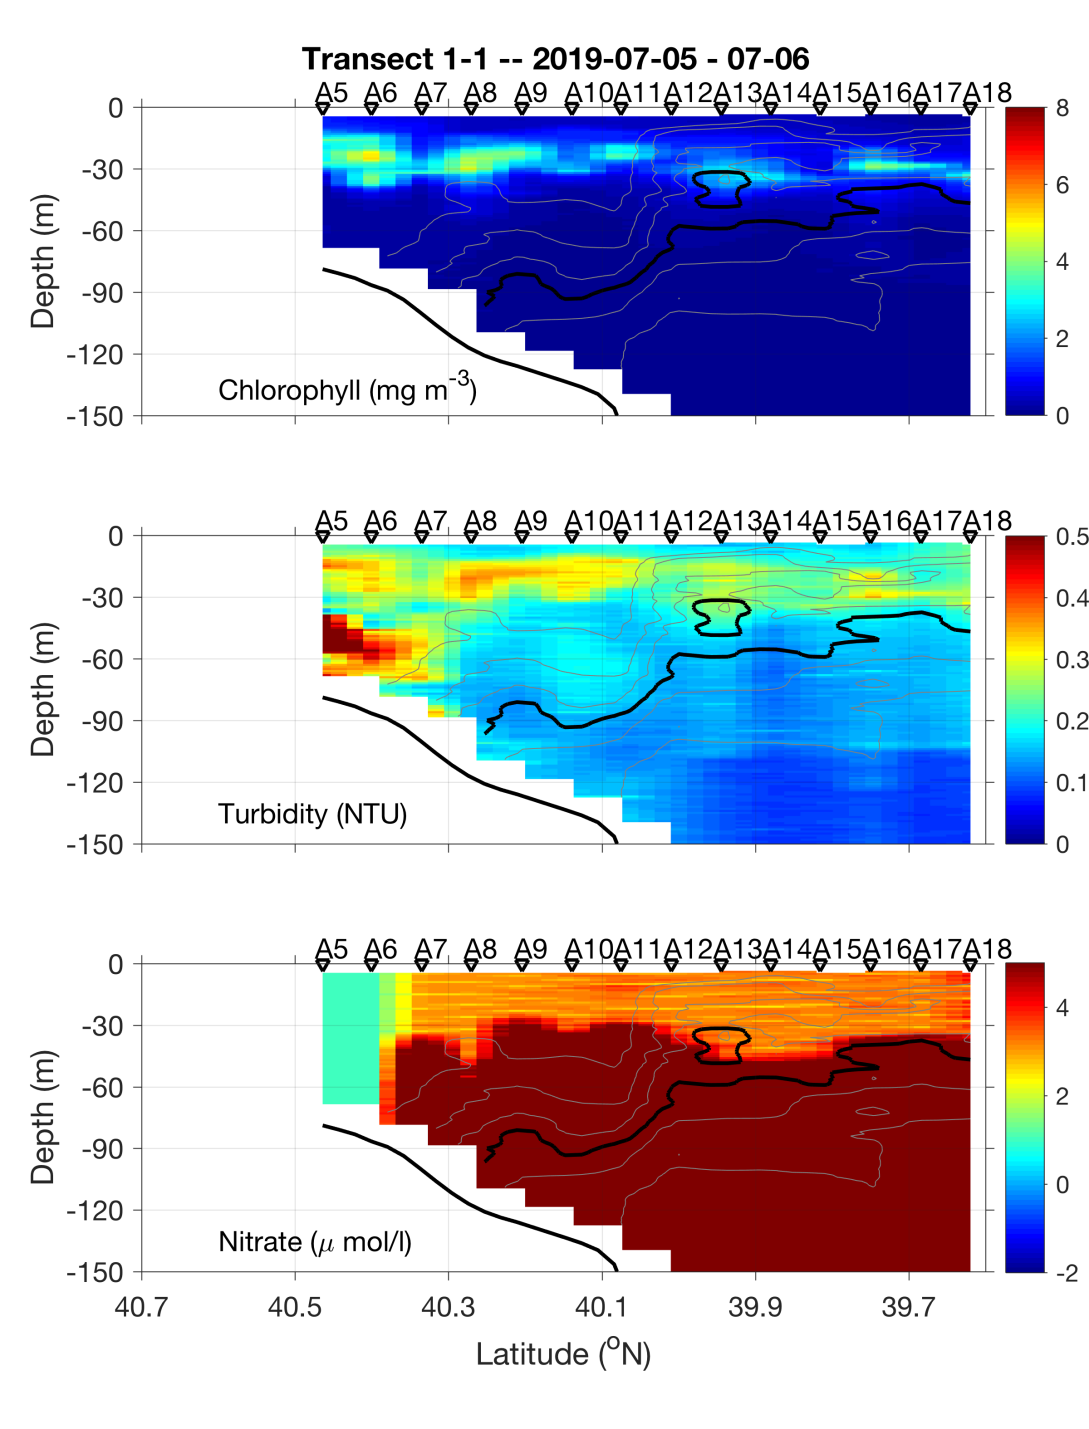 Transect 1-1 -- 2019-07-05 - 07-06
A5 A6 A7 A8 A9 A10 A11 A12 A13 A14 A15 A16 A17 A18
0
-30
-60
-90
-120
-150
Depth (m)
Chlorophyll (mg m-3)
8
6
4
2
0
A5 A6 A7 A8 A9 A10 A11 A12 A13 A14 A15 A16 A17 A18
0
-30
-60
-90
-120
-150
Depth (m)
Turbidity (NTU)
0.5
0.4
0.3
0.2
0.1
0
A5 A6 A7 A8 A9 A10 A11 A12 A13 A14 A15 A16 A17 A18
0
-30
-60
-90
-120
-150
Depth (m)
Nitrate (μ mol/l)
4
2
0
-2
40.7 40.5 40.3 40.1 39.9 39.7
Latitude (oN)